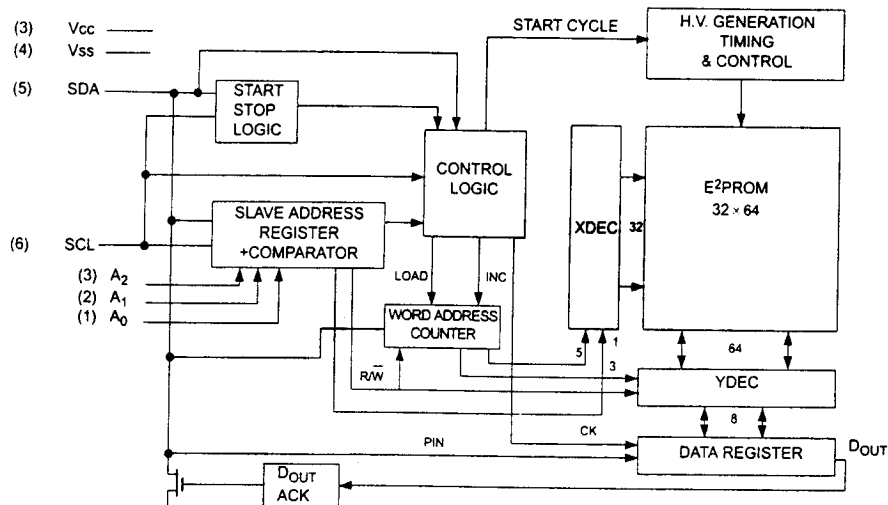 (3) Vcc
(4) Vss
(5) SDA
START CYCLE
H.V. GENERATION
TIMING
& CONTROL
START
STOP
LOGIC
CONTROL
LOGIC
XDEC
32
E²PROM
32 × 64
SLAVE ADDRESS
REGISTER
+COMPARATOR
(6) SCL
(3) A₂
(2) A₁
(1) A₀
LOAD
INC
WORD ADDRESS
COUNTER
R/W̅
5
1
3
64
YDEC
8
CK
PIN
DATA REGISTER
DOUT
DOUT
ACK